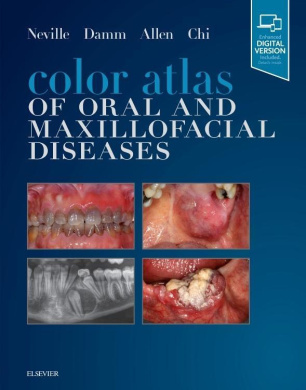 Neville Damm Allen Chi
Enhanced
DIGITAL
VERSION
Included.
color atlas
OF ORAL AND
MAXILLOFACIAL
DISEASES
ELSEVIER